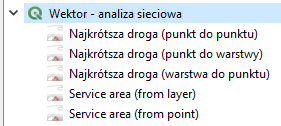 Wektor - analiza sieciowa
Najkrótsza droga (punkt do punktu)
Najkrótsza droga (punkt do warstwy)
Najkrótsza droga (warstwa do punktu)
Service area (from layer)
Service area (from point)